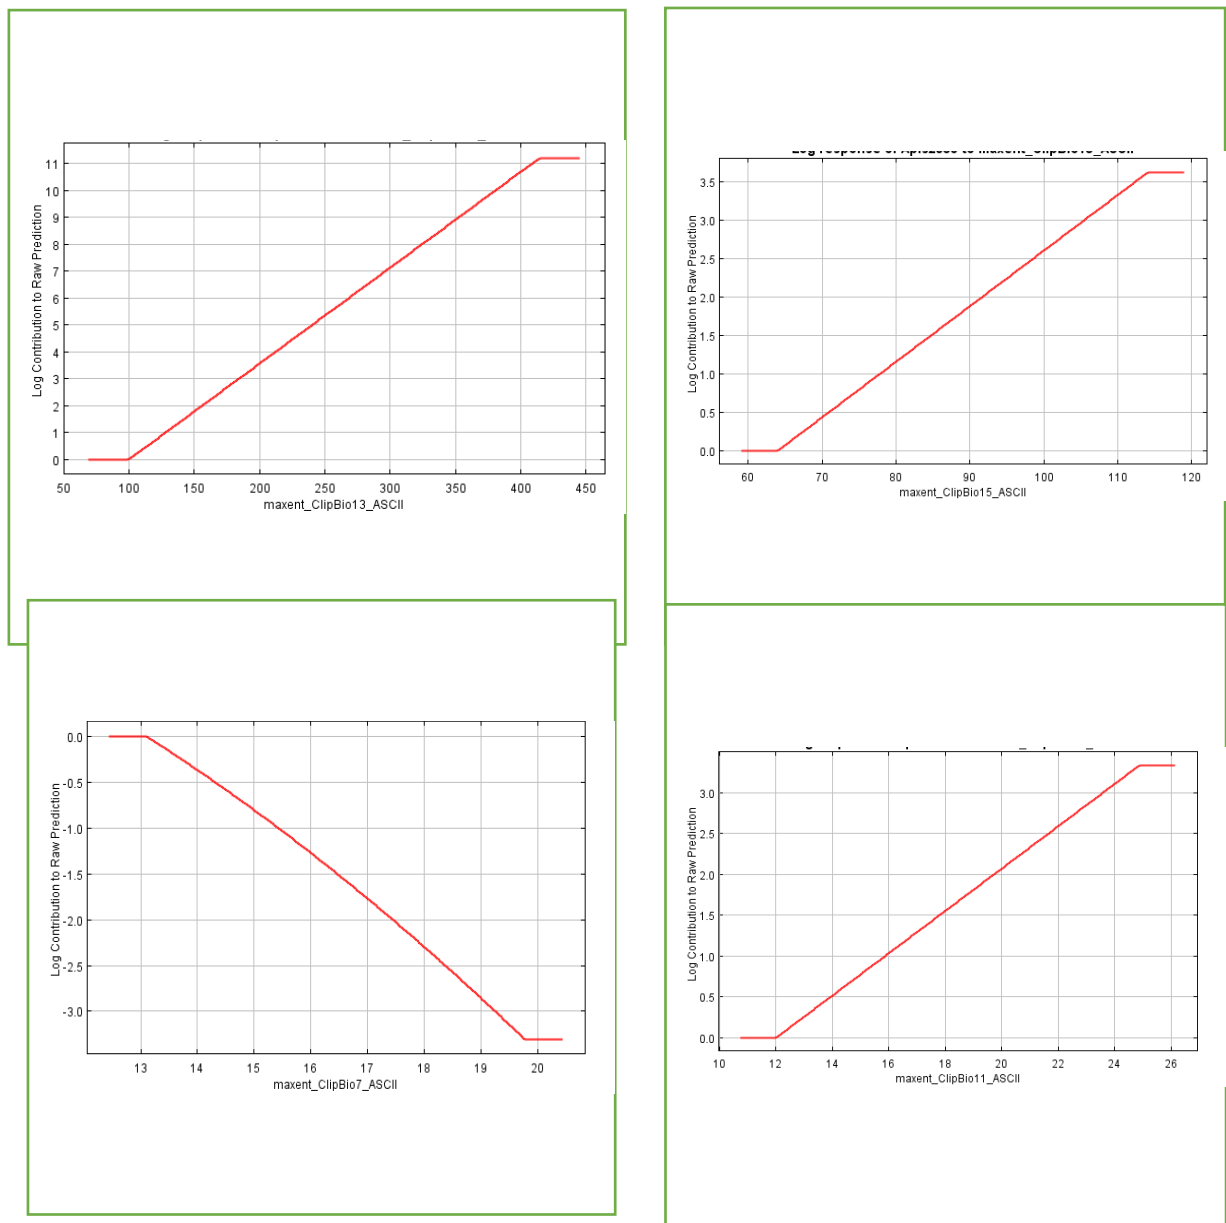 Log Contribution to Raw Prediction
11
10
9
8
7
6
5
4
3
2
1
0
50 100 150 200 250 300 350 400 450
maxent_ClipBio13_ASCII
Log Contribution to Raw Prediction
3.5
3.0
2.5
2.0
1.5
1.0
0.5
0.0
60 70 80 90 100 110 120
maxent_ClipBio15_ASCII
Log Contribution to Raw Prediction
0.0
-0.5
-1.0
-1.5
-2.0
-2.5
-3.0
13 14 15 16 17 18 19 20
maxent_ClipBio7_ASCII
Log Contribution to Raw Prediction
3.0
2.5
2.0
1.5
1.0
0.5
0.0
10 12 14 16 18 20 22 24 26
maxent_ClipBio11_ASCII